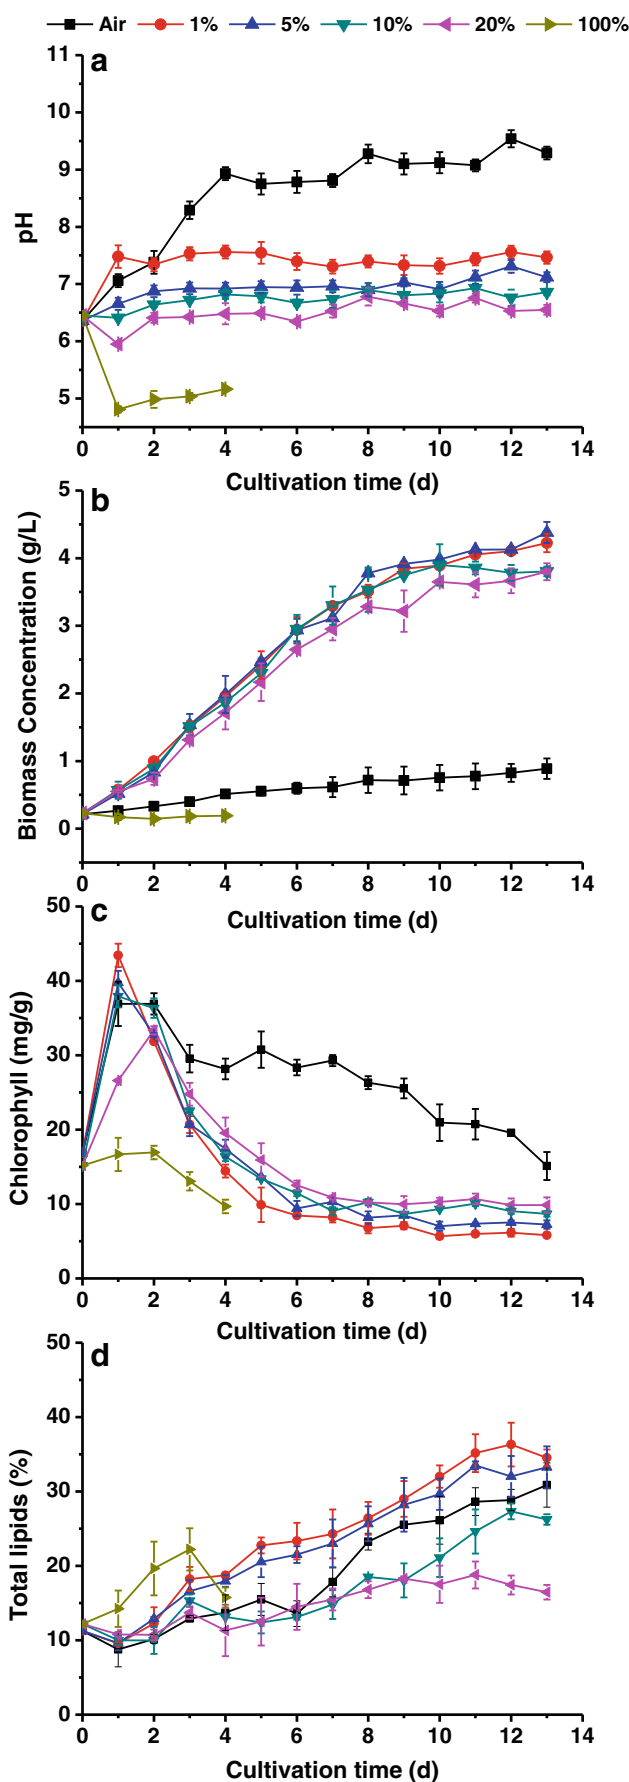 Air 1% 5% 10% 20% 100%
a
11
10
9
8
7
6
5
pH
0 2 4 6 8 10 12 14
Cultivation time (d)
b
5
4
3
2
1
0
Biomass Concentration (g/L)
0 2 4 6 8 10 12 14
Cultivation time (d)
c
50
40
30
20
10
0
Chlorophyll (mg/g)
0 2 4 6 8 10 12 14
Cultivation time (d)
d
50
40
30
20
10
0
Total lipids (%)
0 2 4 6 8 10 12 14
Cultivation time (d)